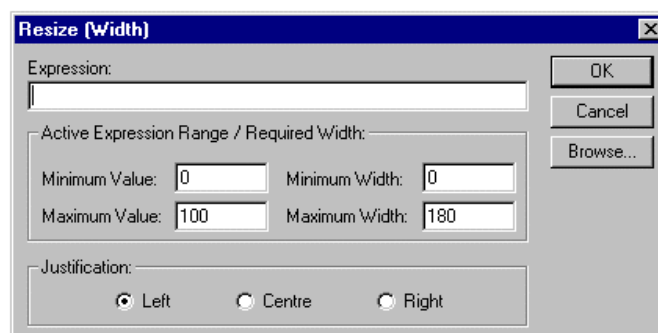 Resize (Width)
Expression:
OK
Cancel
Active Expression Range / Required Width:
Browse...
Minimum Value: 0 Minimum Width: 0
Maximum Value: 100 Maximum Width: 180
Justification:
Left Centre Right